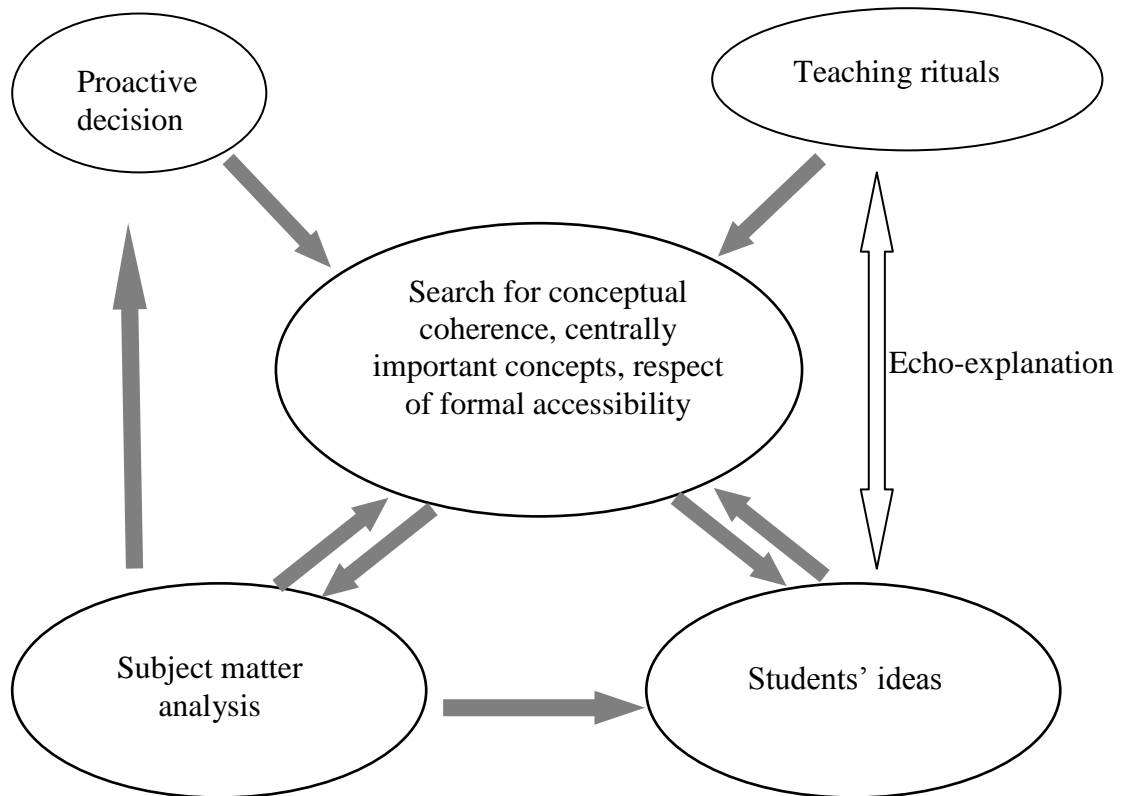 Proactive
decision
Teaching rituals
Search for conceptual
coherence, centrally
important concepts, respect
of formal accessibility
Echo-explanation
Subject matter
analysis
Students’ ideas